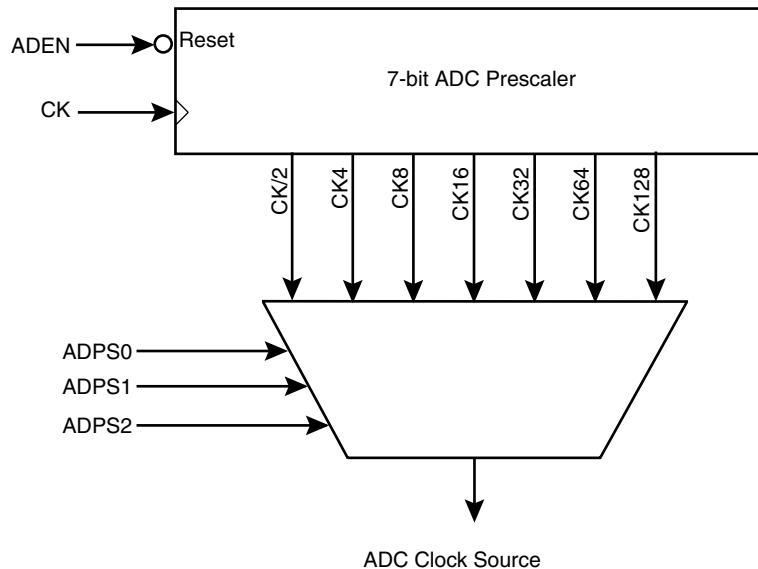 ADEN
Reset
7-bit ADC Prescaler
CK
CK/2
CK4
CK8
CK16
CK32
CK64
CK128
ADPS0
ADPS1
ADPS2
ADC Clock Source